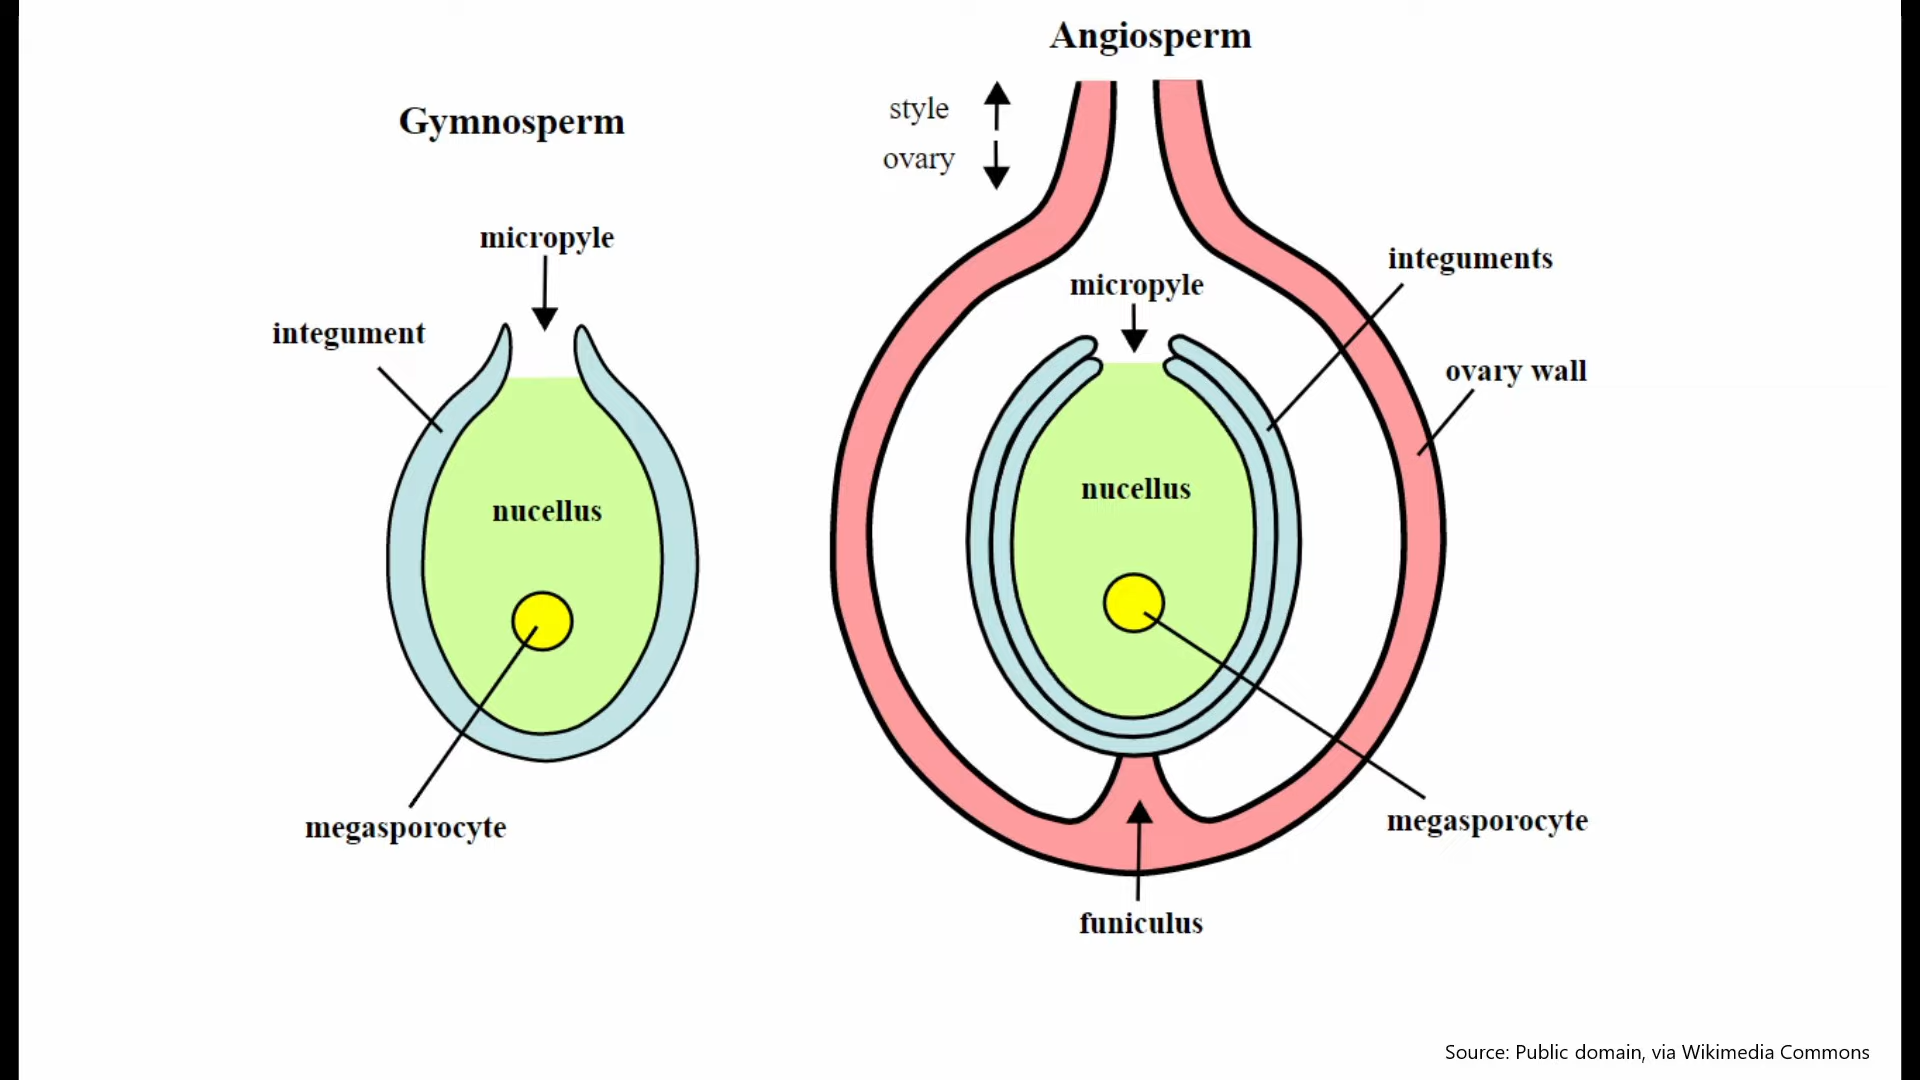 Gymnosperm
micropyle
integument
nucellus
megasporocyte
Angiosperm
style
ovary
micropyle
integuments
ovary wall
nucellus
megasporocyte
funiculus
Source: Public domain, via Wikimedia Commons